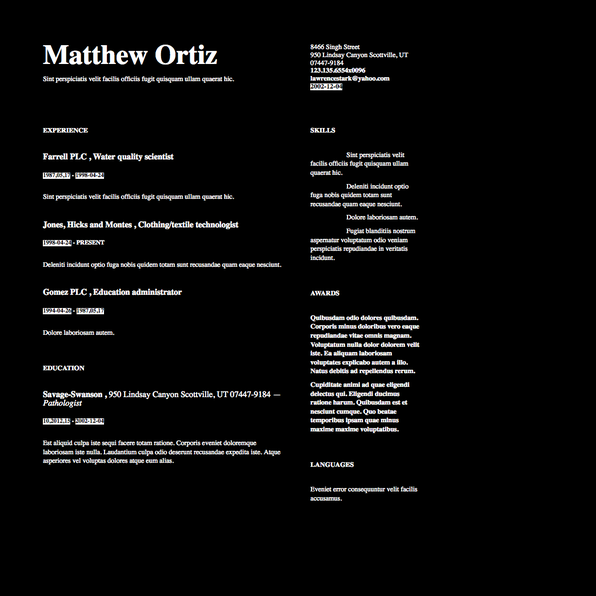 Matthew Ortiz
Sint perspiciatis velit facilis officiis fugit quisquam ullam quaerat hic.
8466 Singh Street
950 Lindsay Canyon Scottville, UT
07447-9184
123.135.6554x0096
lawrencestark@yahoo.com
2002-12-04
EXPERIENCE
Farrell PLC , Water quality scientist
1987.05.17 - 1998-04-24
Sint perspiciatis velit facilis officiis fugit quisquam ullam quaerat hic.
Jones, Hicks and Montes , Clothing/textile technologist
1998-04-24 - PRESENT
Deleniti incidunt optio fuga nobis quidem totam sunt recusandae quam eaque nesciunt.
Gomez PLC , Education administrator
1994-04-26 - 1987.05.17
Dolore laboriosam autem.
EDUCATION
Savage-Swanson , 950 Lindsay Canyon Scottville, UT 07447-9184 —
Pathologist
10.2012.15 - 2002-12-04
Est aliquid culpa iste sequi facere totam ratione. Corporis eveniet doloremque
laboriosam iste nulla. Laudantium culpa odio deserunt recusandae expedita iste. Atque
asperiores vel voluptas dolores atque eum alias.
SKILLS
Sint perspiciatis velit
facilis officiis fugit quisquam ullam
quaerat hic.
Deleniti incidunt optio
fuga nobis quidem totam sunt
recusandae quam eaque nesciunt.
Dolore laboriosam autem.
Fugiat blanditiis nostrum
aspernatur voluptatum odio veniam
perspiciatis repudiandae in veritatis
incidunt.
AWARDS
Quibusdam odio dolores quibusdam.
Corporis minus doloribus vero eaque
repudiandae vitae omnis magnam.
Voluptatum nulla dolor dolorem velit
iste. Ea aliquam laboriosam
voluptates explicabo autem a illo.
Natus debitis ad repellendus rerum.
Cupiditate animi ad quae eligendi
delectus qui. Eligendi ducimus
ratione harum. Quibusdam est et
nesciunt cumque. Quo beatae
temporibus ipsam quae minus
maxime maxime voluptatibus.
LANGUAGES
Eveniet error consequuntur velit facilis
accusamus.